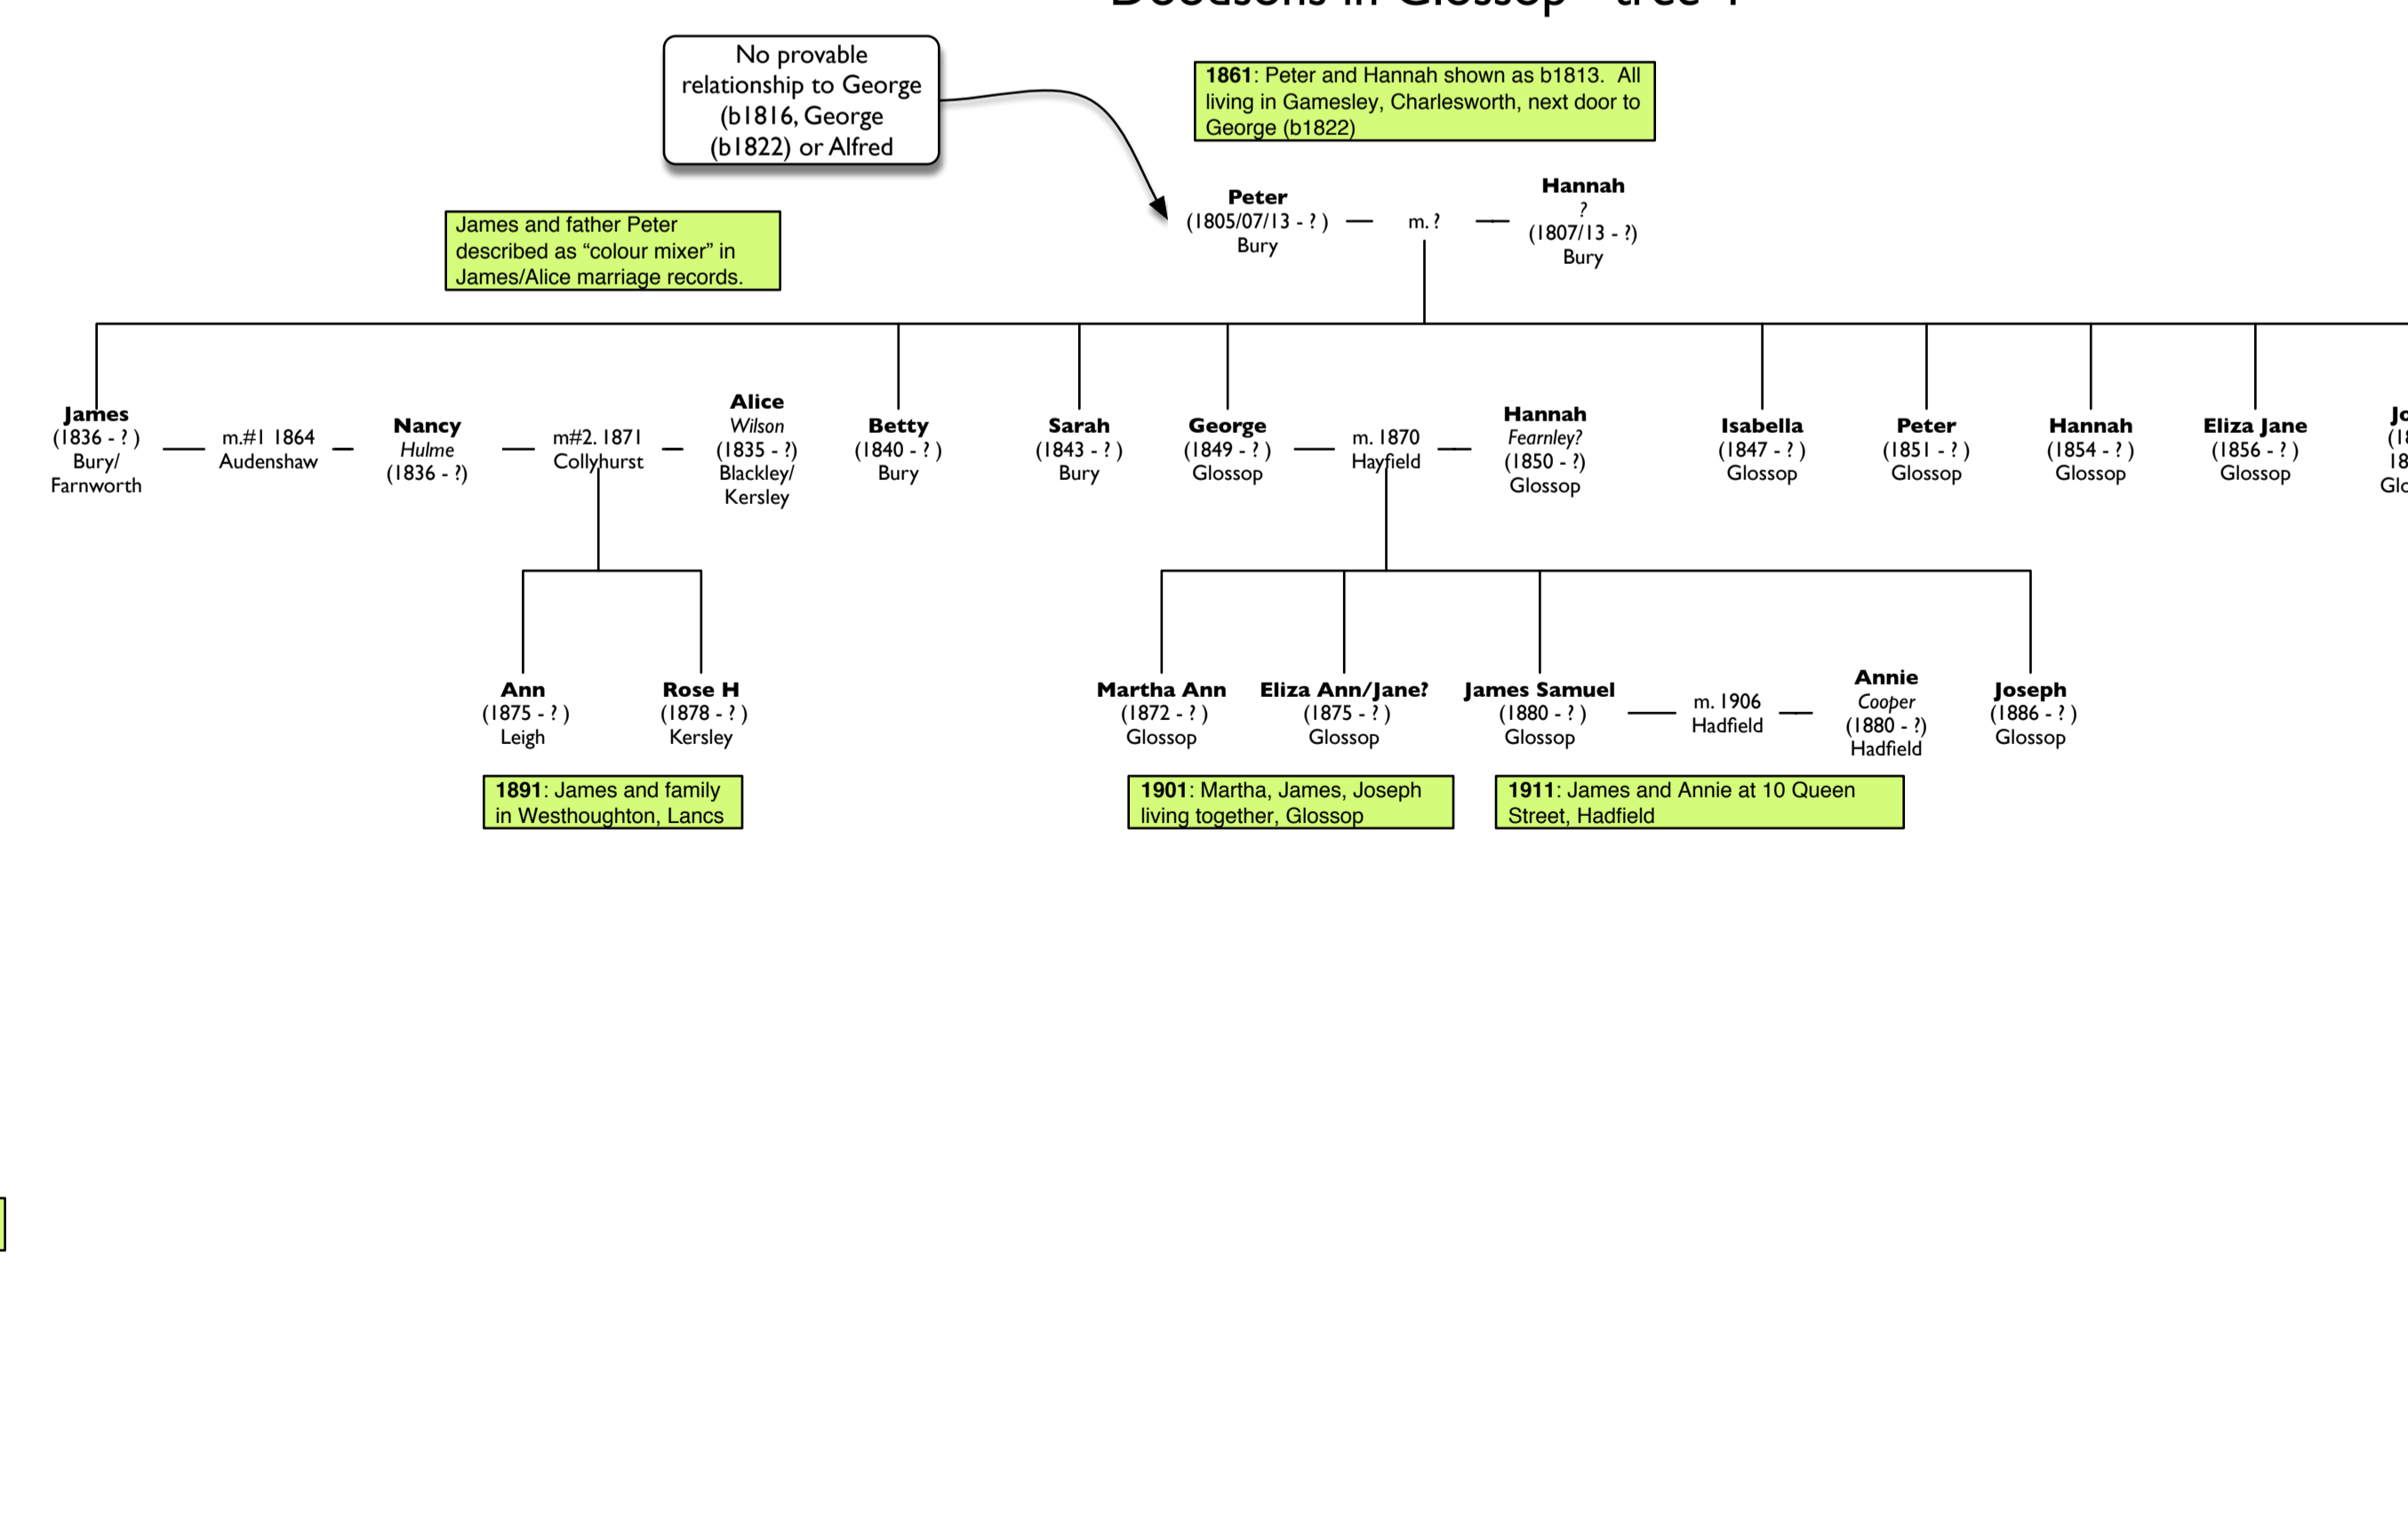 No provable
relationship to George
(b1816, George
(b1822) or Alfred
1861: Peter and Hannah shown as b1813. All
living in Gamesley, Charlesworth, next door to
George (b1822)
James and father Peter
described as “colour mixer” in
James/Alice marriage records.
Peter
(1805/07/13 - ? )
Bury
m. ?
Hannah
?
(1807/13 - ?)
Bury
James
(1836 - ? )
Bury/
Farnworth
m.#1 1864
Audenshaw
Nancy
Hulme
(1836 - ?)
m#2. 1871
Collyhurst
Alice
Wilson
(1835 - ?)
Blackley/
Kersley
Betty
(1840 - ? )
Bury
Sarah
(1843 - ? )
Bury
George
(1849 - ? )
Glossop
m. 1870
Hayfield
Hannah
Fearnley?
(1850 - ?)
Glossop
Isabella
(1847 - ? )
Glossop
Peter
(1851 - ? )
Glossop
Hannah
(1854 - ? )
Glossop
Eliza Jane
(1856 - ? )
Glossop
Ann
(1875 - ? )
Leigh
Rose H
(1878 - ? )
Kersley
Martha Ann
(1872 - ? )
Glossop
Eliza Ann/Jane?
(1875 - ? )
Glossop
James Samuel
(1880 - ? )
Glossop
m. 1906
Hadfield
Annie
Cooper
(1880 - ?)
Hadfield
Joseph
(1886 - ? )
Glossop
1891: James and family
in Westhoughton, Lancs
1901: Martha, James, Joseph
living together, Glossop
1911: James and Annie at 10 Queen
Street, Hadfield